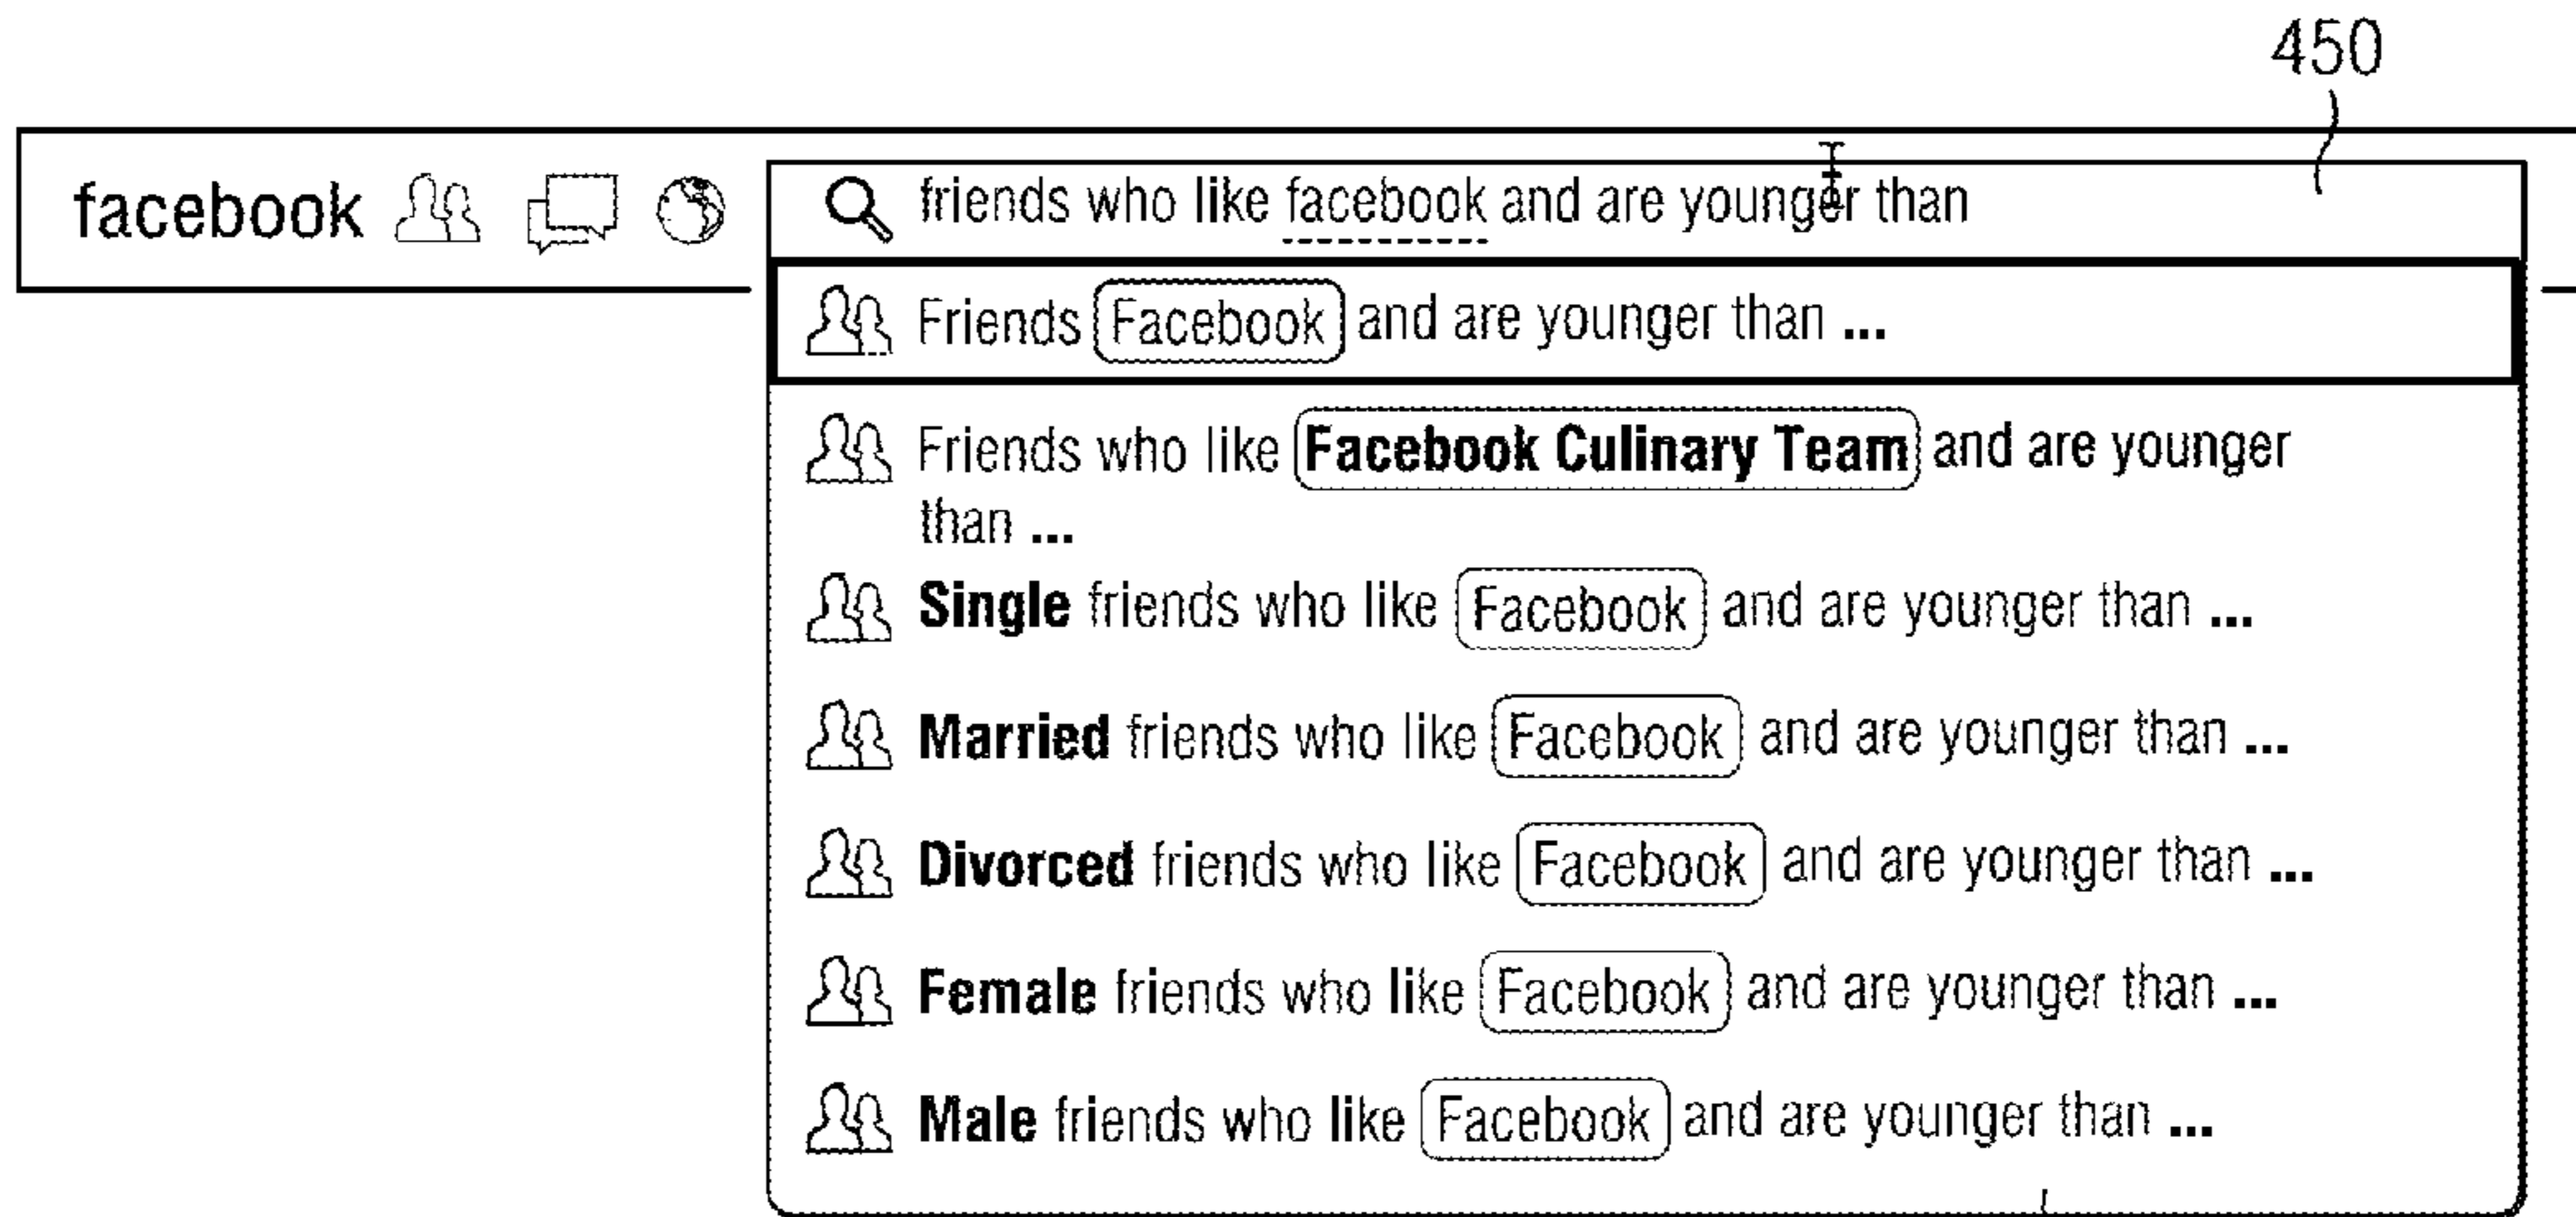 450
facebook
friends who like facebook and are younger than
Friends Facebook and are younger than ...
Friends who like Facebook Culinary Team and are younger
than ...
Single friends who like Facebook and are younger than ...
Married friends who like Facebook and are younger than ...
Divorced friends who like Facebook and are younger than ...
Female friends who like Facebook and are younger than ...
Male friends who like Facebook and are younger than ...